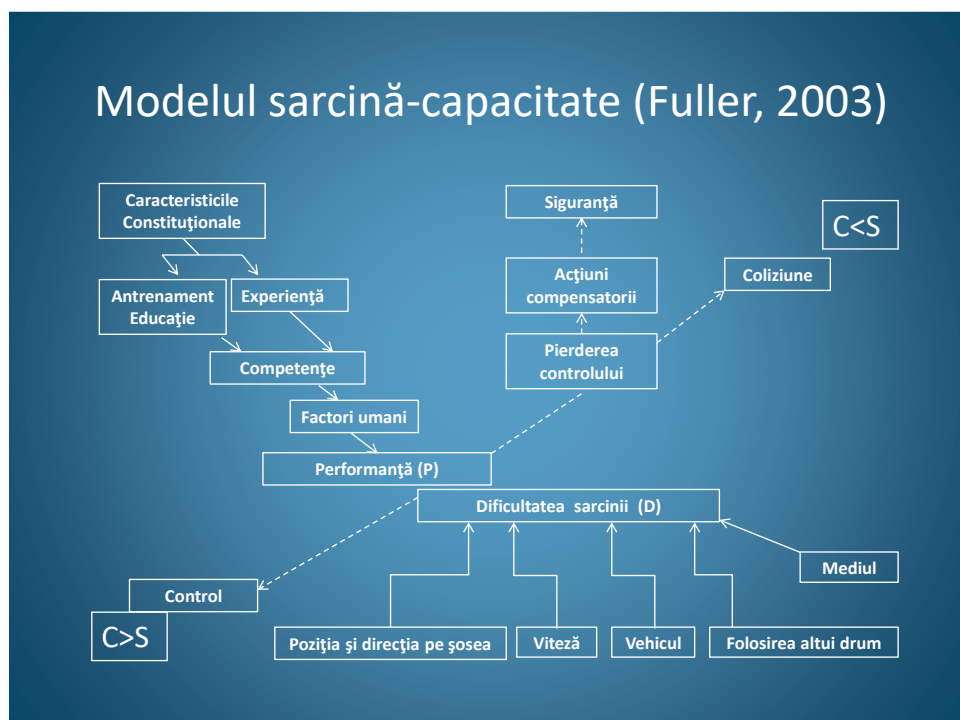 Modelul sarcină-capacitate (Fuller, 2003)
Caracteristicile
Constituţionale
Siguranţă
C<S
Antrenament
Educaţie
Experienţă
Acţiuni
compensatorii
Coliziune
Competenţe
Pierderea
controlului
Factori umani
Performanţă (P)
Dificultatea sarcinii (D)
Mediul
Control
C>S
Poziţia şi direcţia pe şosea
Viteză
Vehicul
Folosirea altui drum